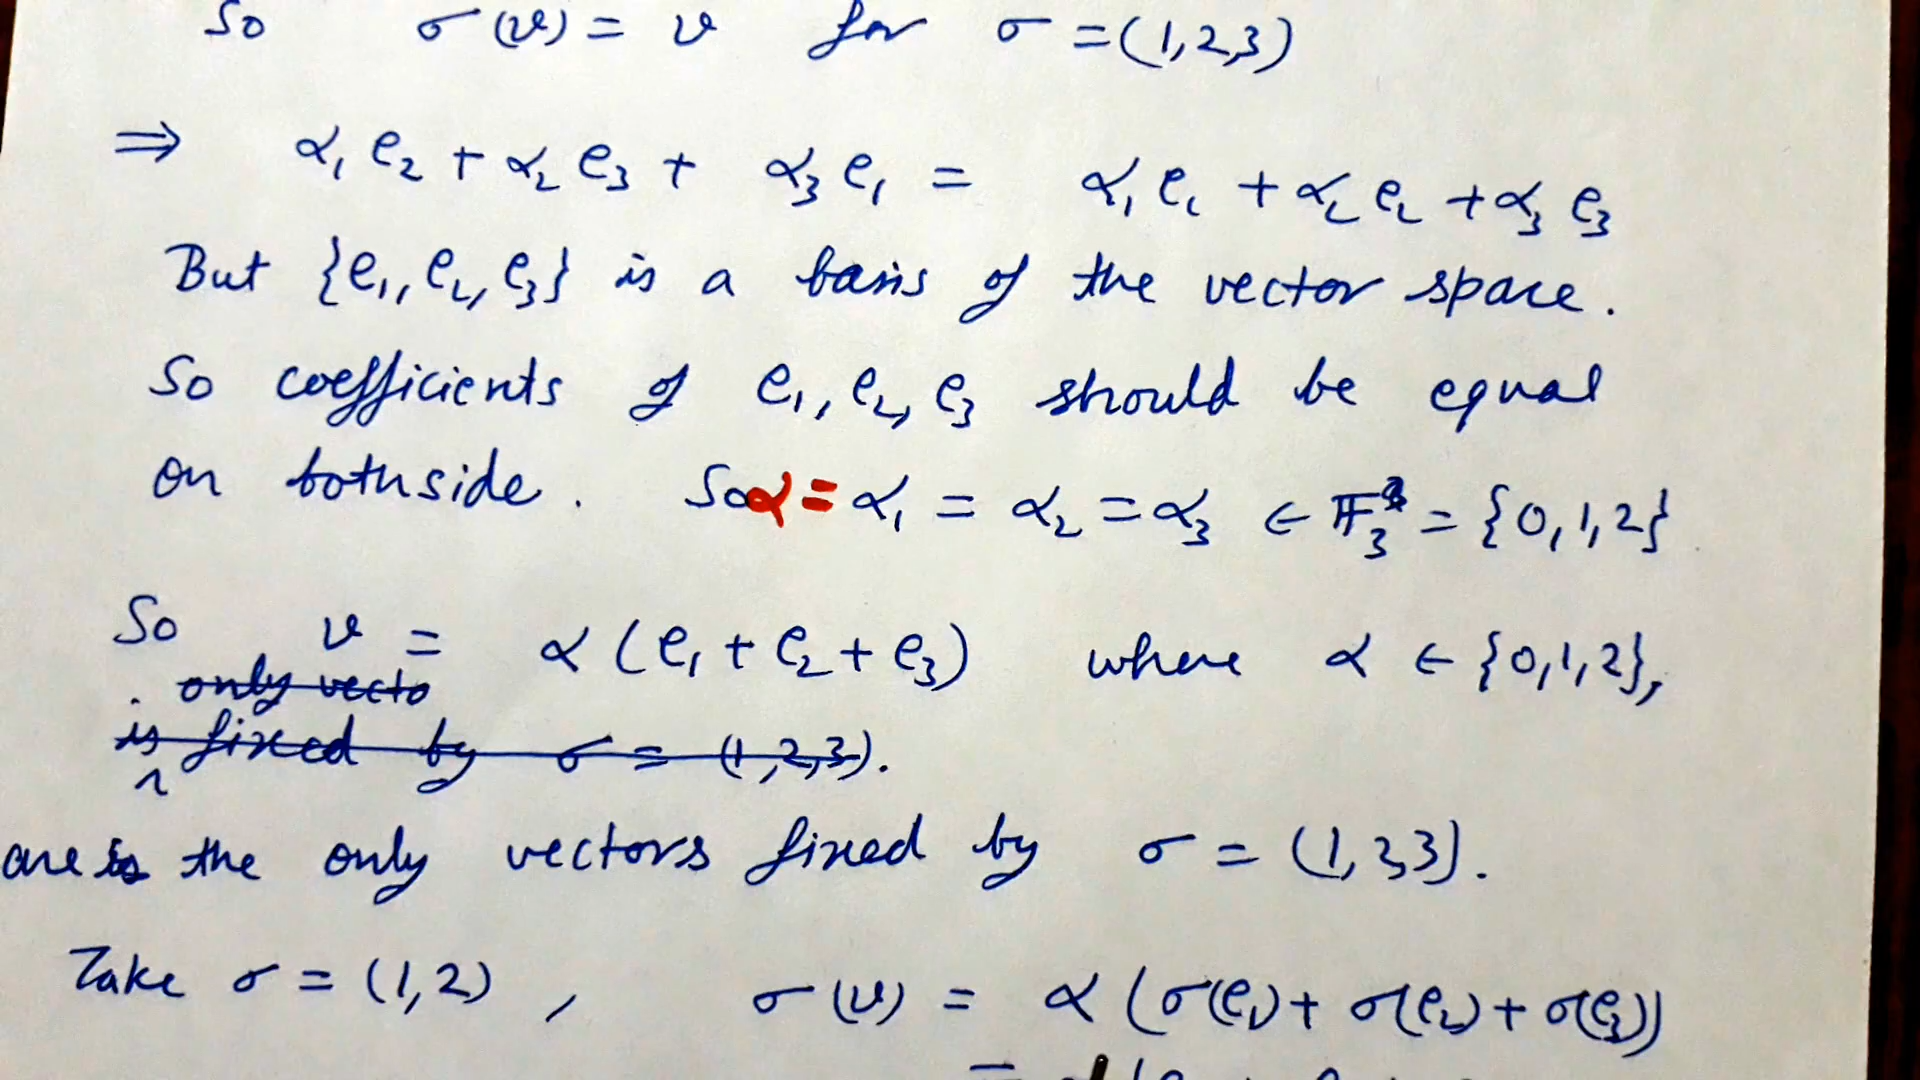 So σ(v) = v for σ = (1,2,3)
⇒ α₁e₂ + α₂e₃ + α₃e₁ = α₁e₁ + α₂e₂ + α₃e₃
But {e₁, e₂, e₃} is a basis of the vector space.
So coefficients of e₁, e₂, e₃ should be equal
on bothside. So α = α₁ = α₂ = α₃ ∈ F₃ = {0,1,2}
So v = α(e₁ + e₂ + e₃) where α ∈ {0,1,2},
only vecto
is fixed by σ = (1,2,3).
are the only vectors fixed by σ = (1,2,3).
Take σ = (1,2), σ(v) = α(σ(e₁) + σ(e₂) + σ(e₃))